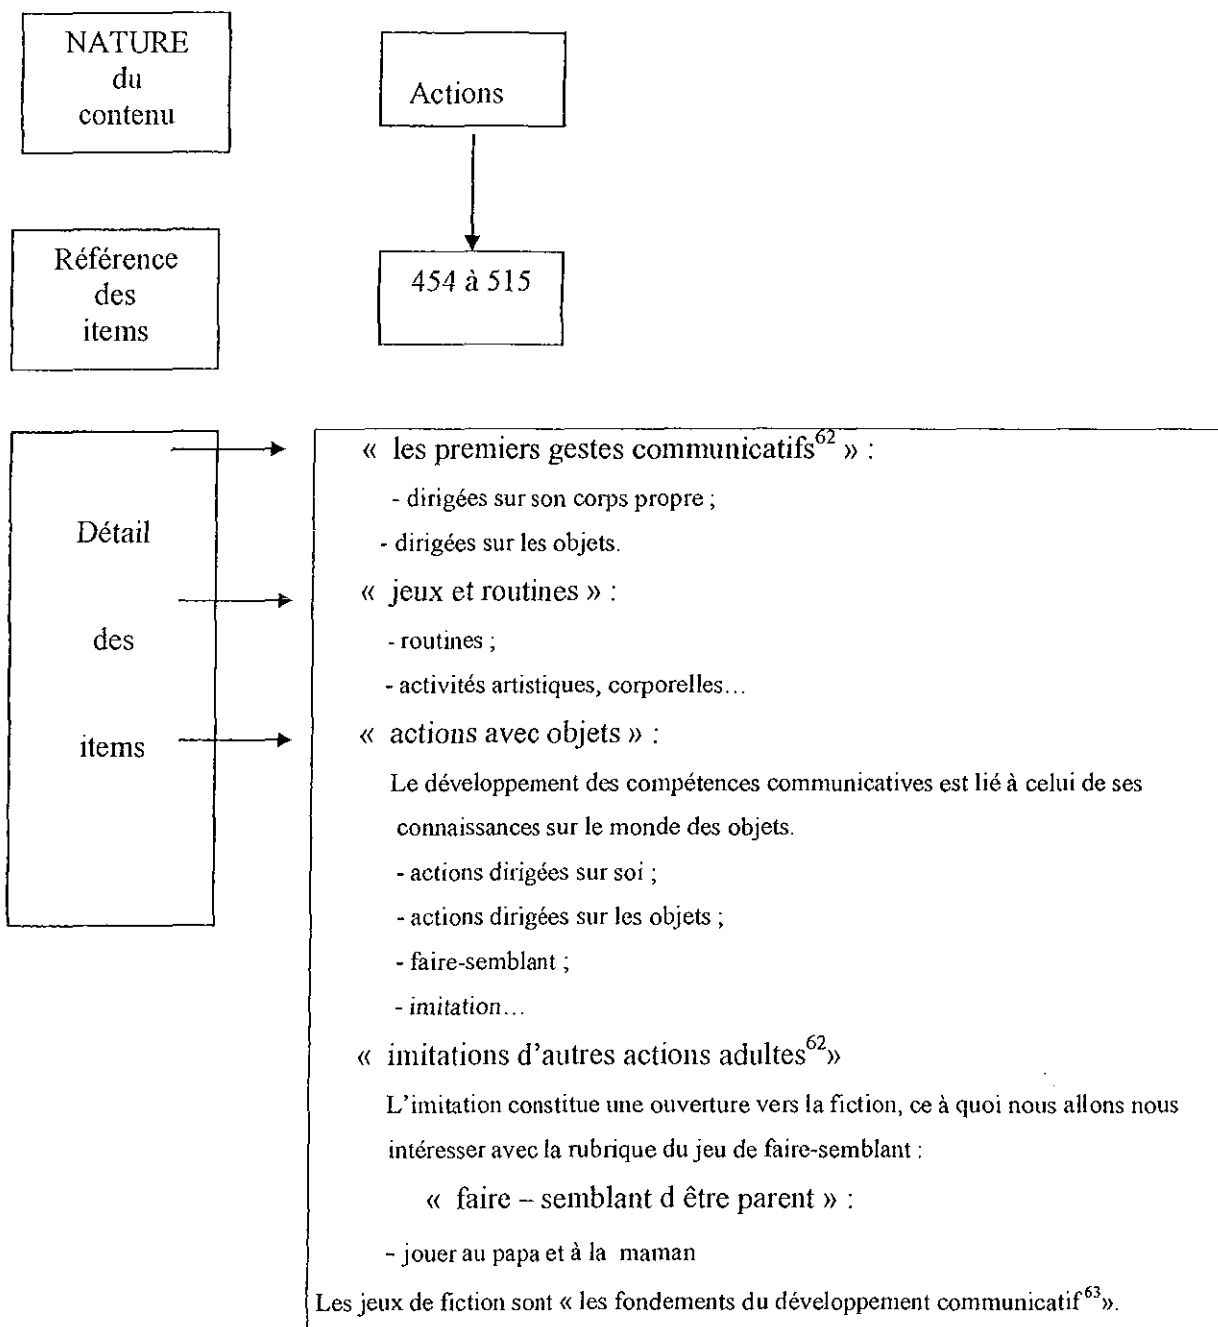 NATURE
du
contenu
Actions
Référence
des
items
454 à 515
Détail
des
items
« les premiers gestes communicatifs62 » :
- dirigées sur son corps propre ;
- dirigées sur les objets.
« jeux et routines » :
- routines ;
- activités artistiques, corporelles…
« actions avec objets » :
Le développement des compétences communicatives est lié à celui de ses
connaissances sur le monde des objets.
- actions dirigées sur soi ;
- actions dirigées sur les objets ;
- faire-semblant ;
- imitation…
« imitations d'autres actions adultes62»
L'imitation constitue une ouverture vers la fiction, ce à quoi nous allons nous
intéresser avec la rubrique du jeu de faire-semblant :
« faire – semblant d être parent » :
- jouer au papa et à la maman
Les jeux de fiction sont « les fondements du développement communicatif63».